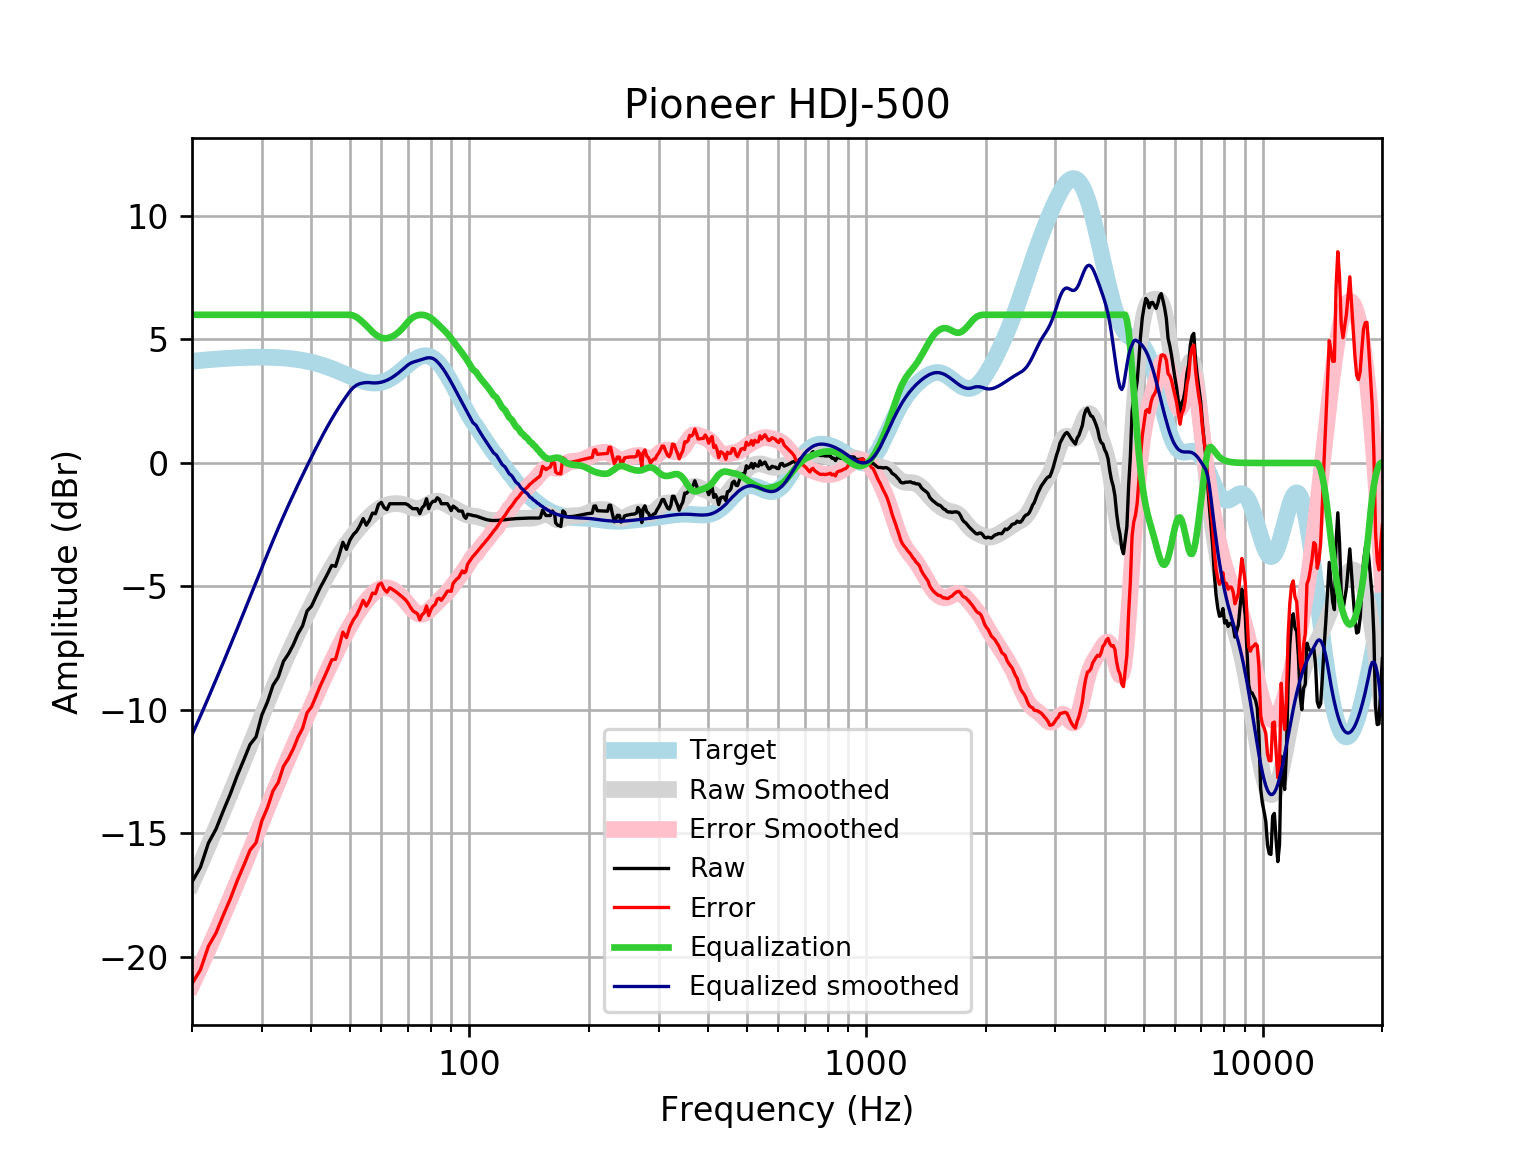 Pioneer HDJ-500
Amplitude (dBr)
10
5
0
−5
−10
−15
−20
Target
Raw Smoothed
Error Smoothed
Raw
Error
Equalization
Equalized smoothed
100
1000
10000
Frequency (Hz)